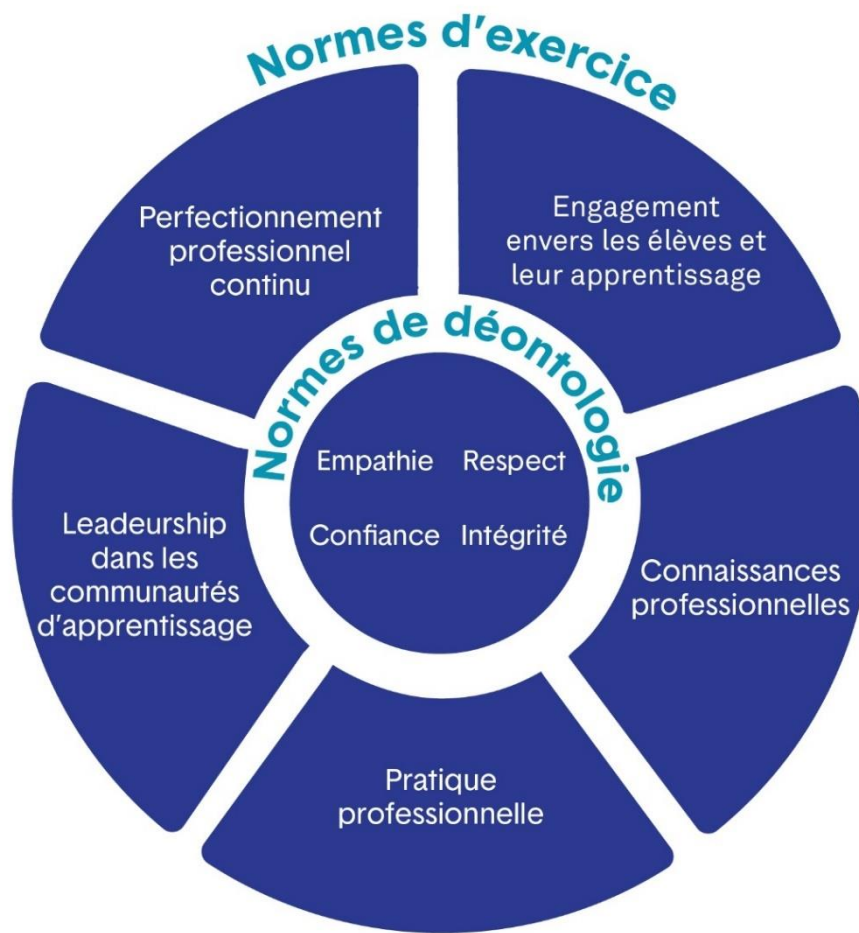 Normes d'exercice
Perfectionnement
professionnel
continu
Engagement
envers les élèves et
leur apprentissage
Normes de déontologie
Empathie Respect
Confiance Intégrité
Leadeurship
dans les
communautés
d'apprentissage
Connaissances
professionnelles
Pratique
professionnelle